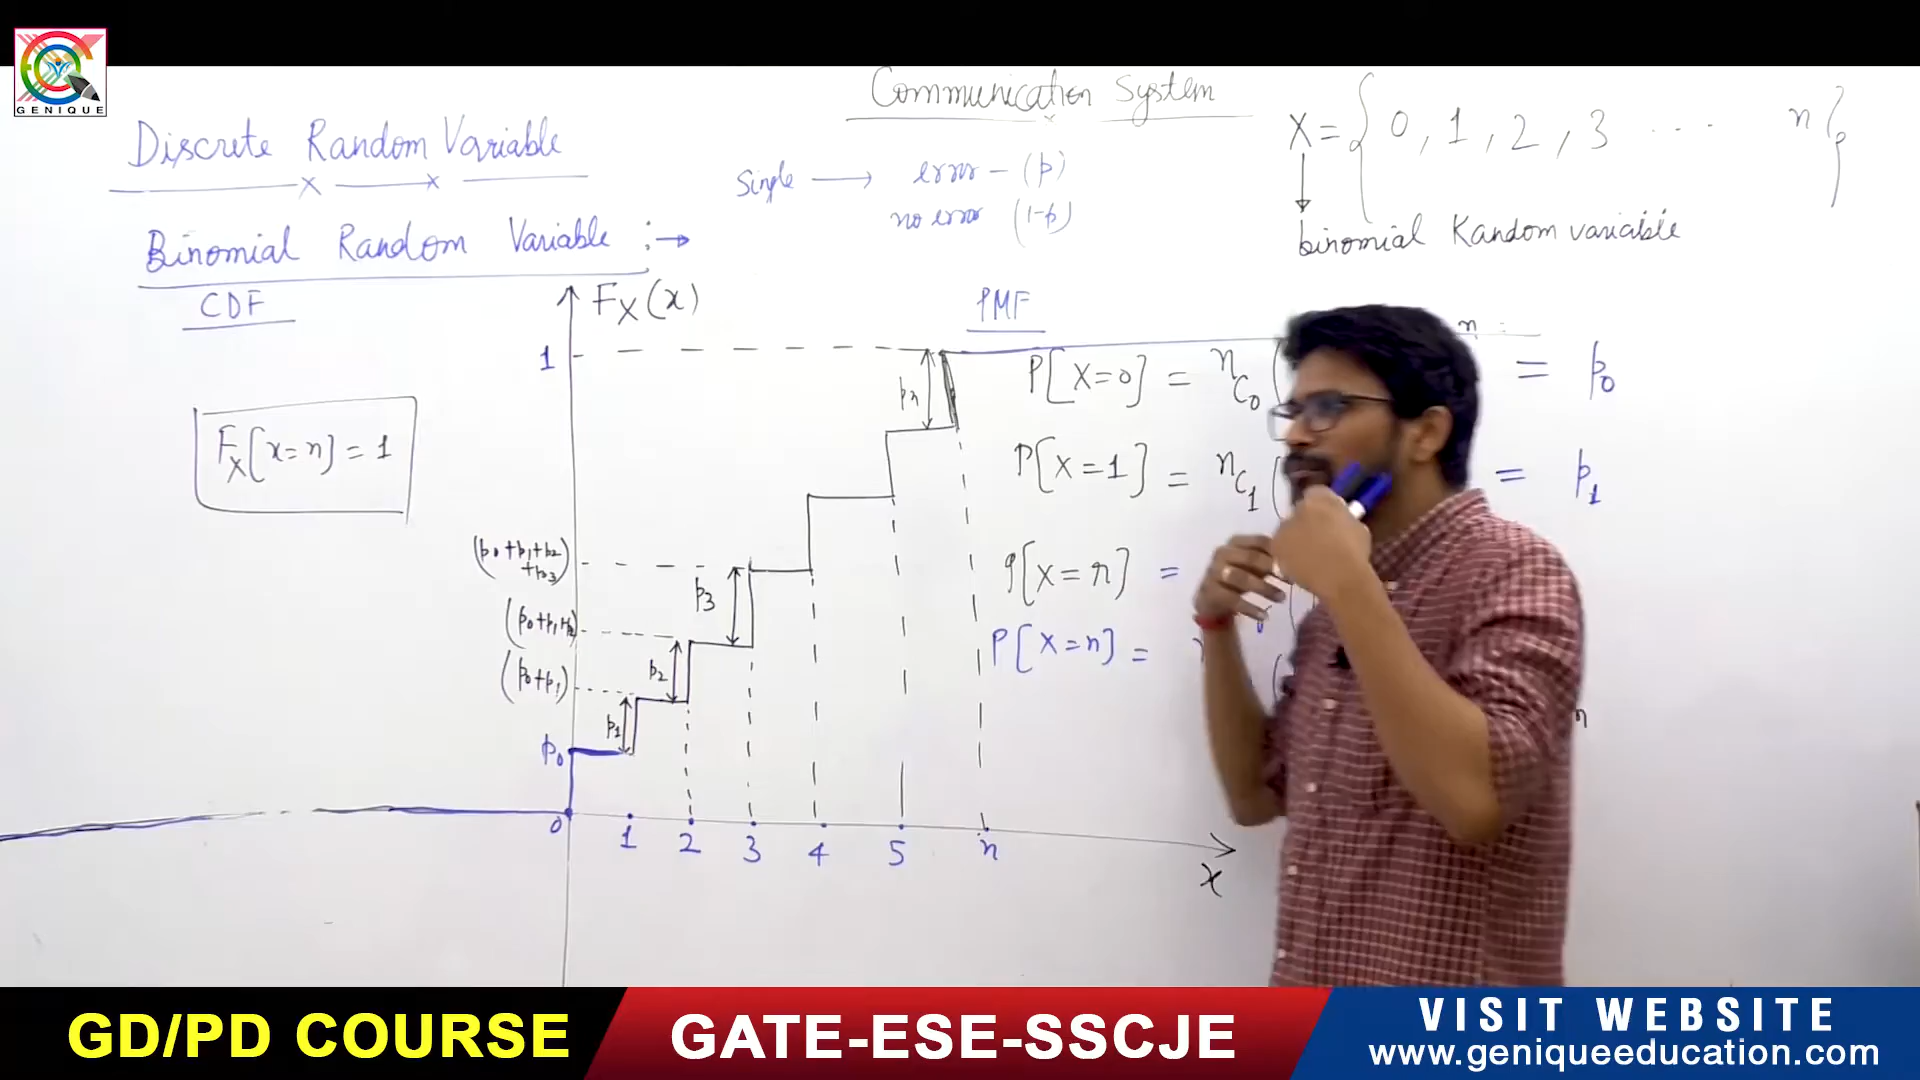 GENIQUE
Communication System
Discrete Random Variable
Single → error - (p)
no error (1-p)
X = { 0, 1, 2, 3 ... n }
binomial Random variable
Binomial Random Variable :→
CDF
F_X(x)
PMF
1
F_X[x=n] = 1
P[X=0] = nC0 ( n = p0
P[X=1] = nC1 ( = p1
P[X=r] =
P[X=n] =
n
pn
(p0+p1+p2
+p3)
p3
(p0+p1+p2)
p2
(p0+p1)
p1
p0
0 1 2 3 4 5 n
x
GD/PD COURSE
GATE-ESE-SSCJE
VISIT WEBSITE
www.geniqueeducation.com